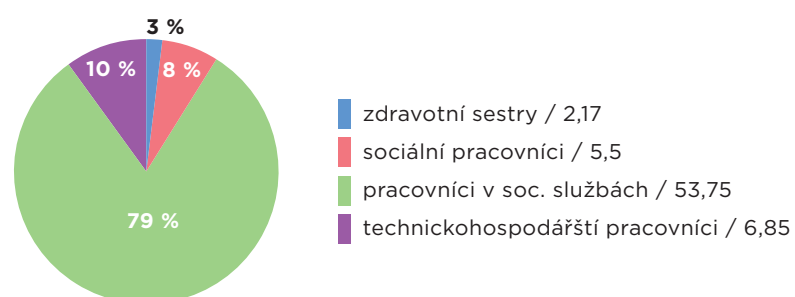 3 %
10 %
8 %
79 %
zdravotní sestry / 2,17
sociální pracovníci / 5,5
pracovníci v soc. službách / 53,75
technickohospodářští pracovníci / 6,85